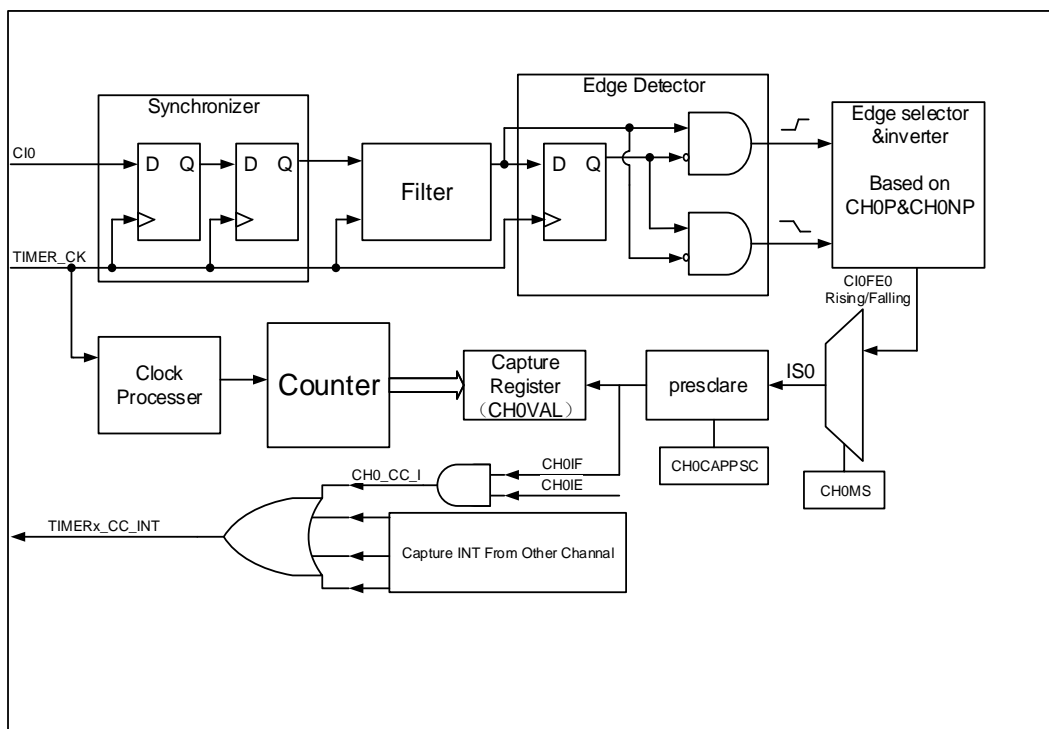 Synchronizer
Edge Detector
CI0
D Q
D Q
Filter
D Q
Edge selector
&inverter
Based on
CH0P&CH0NP
TIMER_CK
CI0FE0
Rising/Falling
Clock
Processer
Counter
Capture
Register
（CH0VAL）
presclare
IS0
CH0CAPPSC
CH0MS
CH0_CC_I
CH0IF
CH0IE
TIMERx_CC_INT
Capture INT From Other Channel